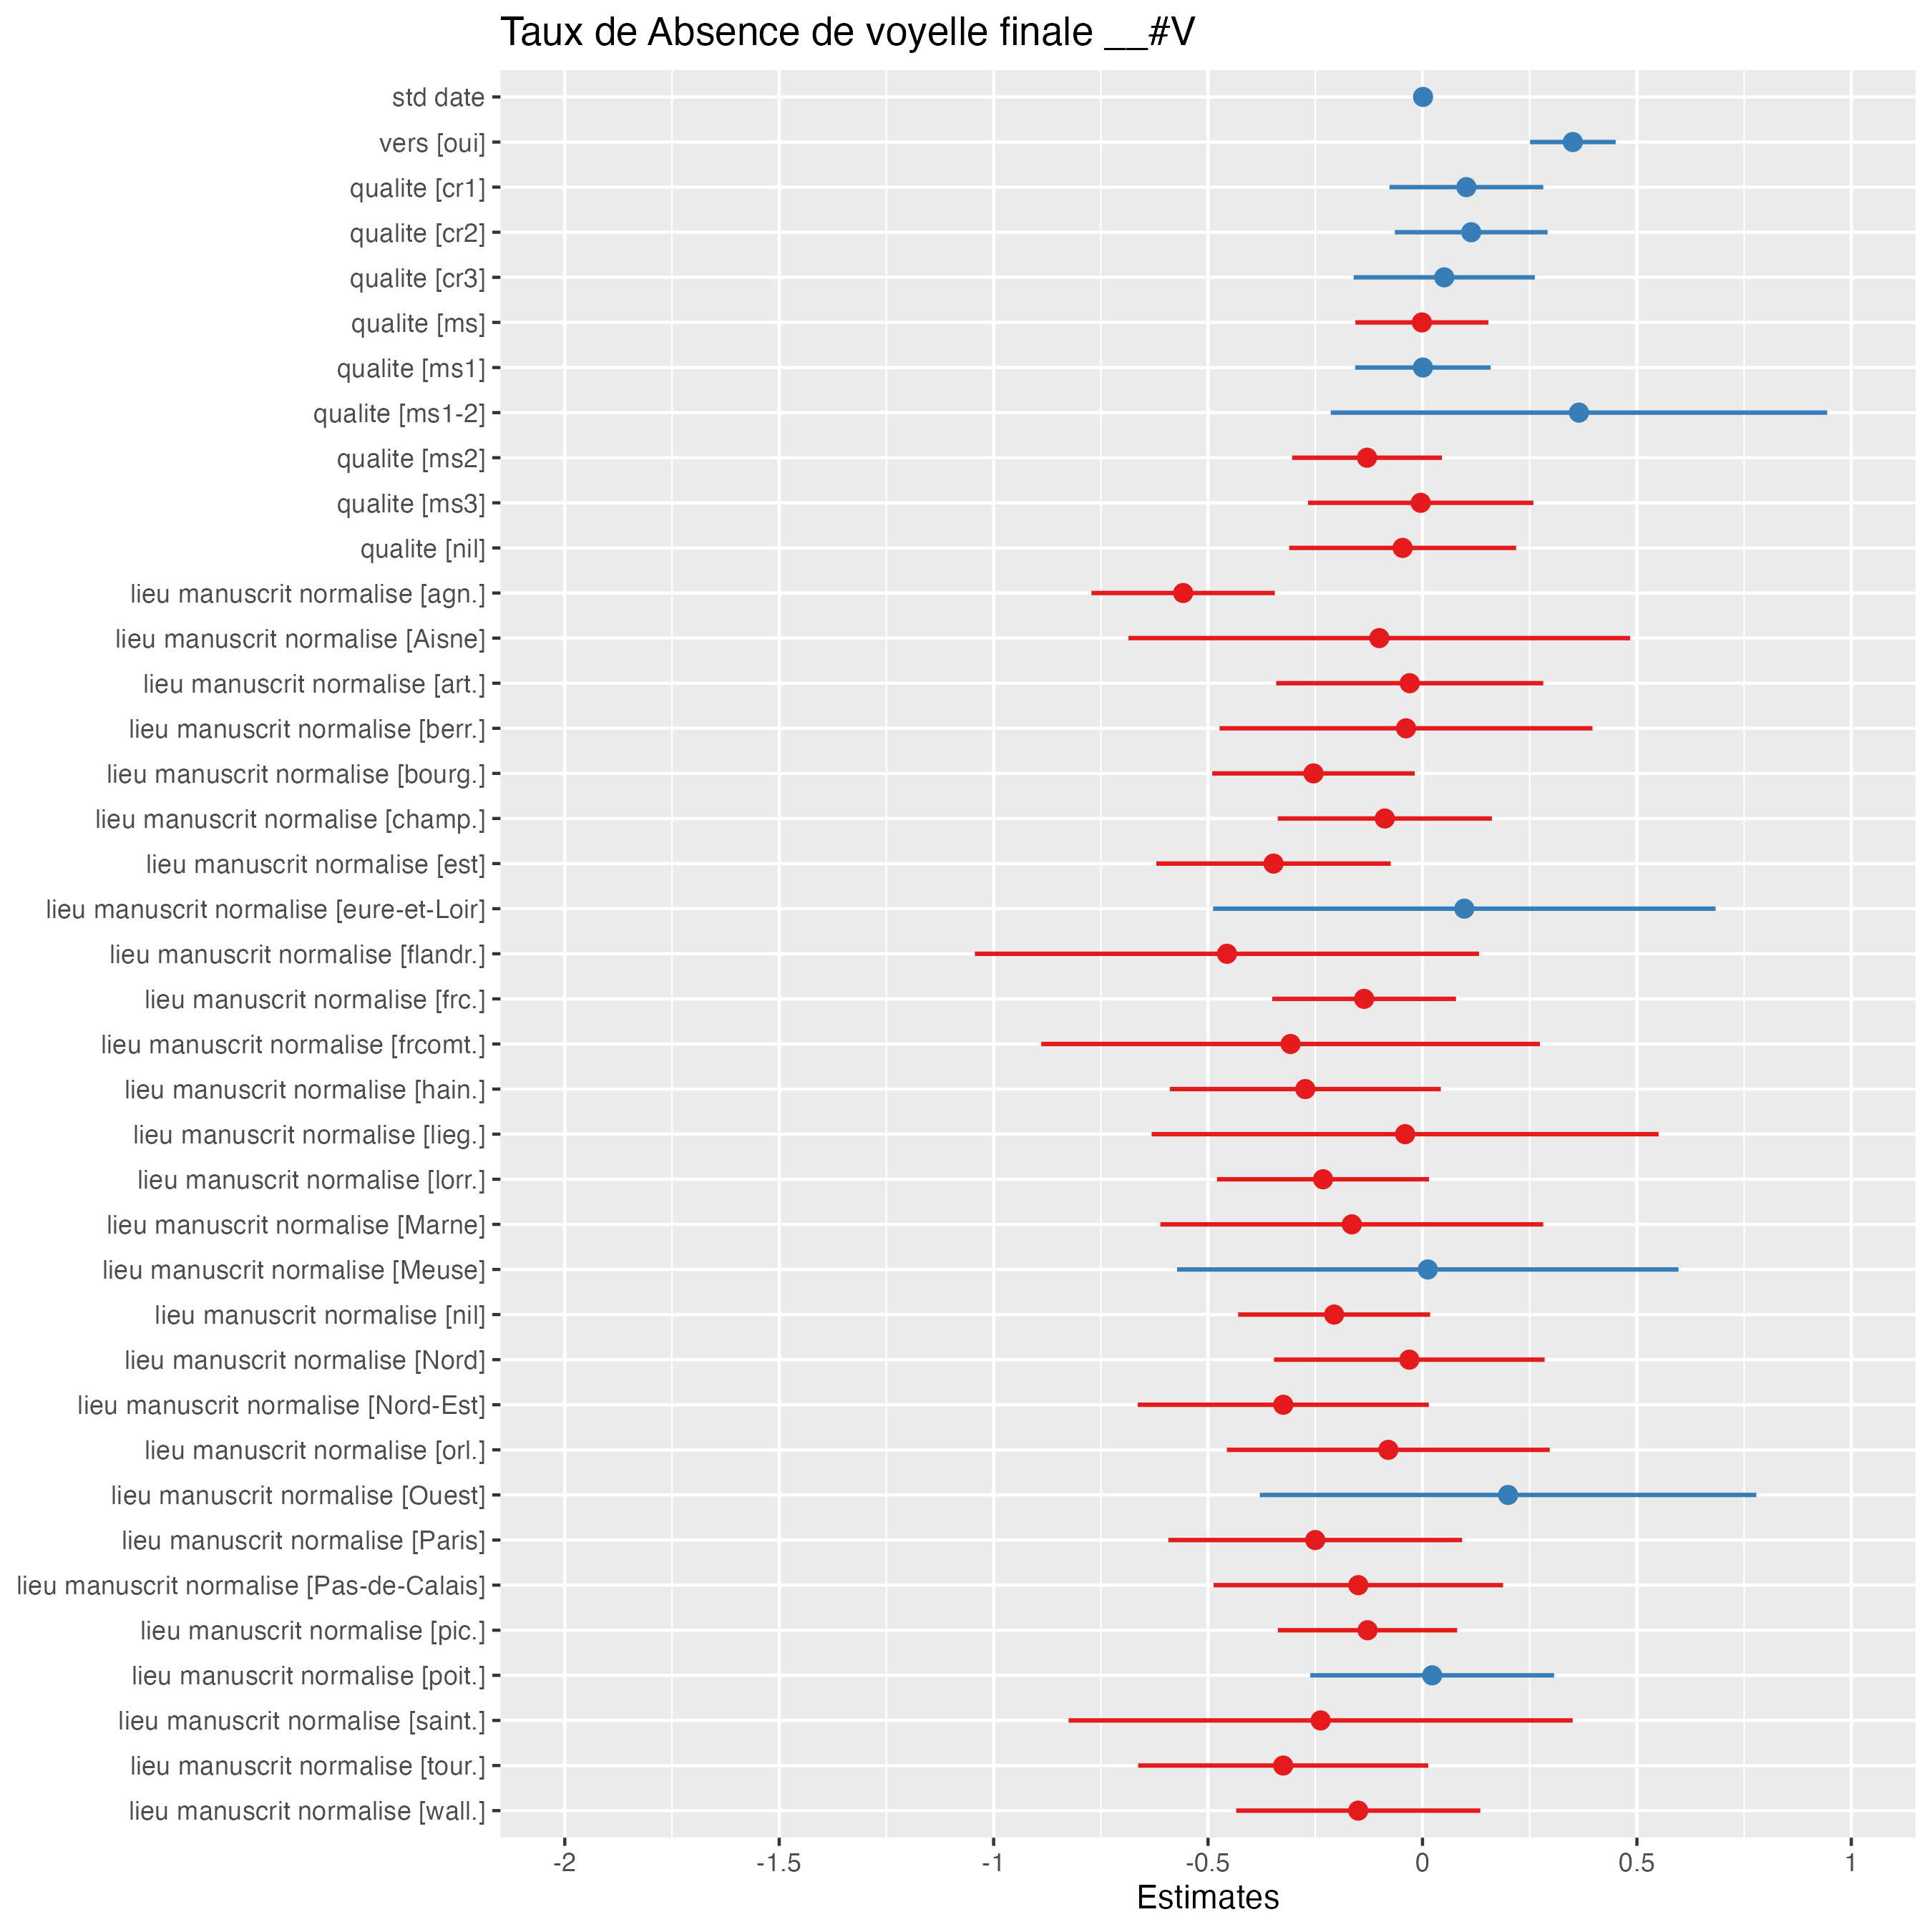 Taux de Absence de voyelle finale __#V
std date
vers [oui]
qualite [cr1]
qualite [cr2]
qualite [cr3]
qualite [ms]
qualite [ms1]
qualite [ms1-2]
qualite [ms2]
qualite [ms3]
qualite [nil]
lieu manuscrit normalise [agn.]
lieu manuscrit normalise [Aisne]
lieu manuscrit normalise [art.]
lieu manuscrit normalise [berr.]
lieu manuscrit normalise [bourg.]
lieu manuscrit normalise [champ.]
lieu manuscrit normalise [est]
lieu manuscrit normalise [eure-et-Loir]
lieu manuscrit normalise [flandr.]
lieu manuscrit normalise [frc.]
lieu manuscrit normalise [frcomt.]
lieu manuscrit normalise [hain.]
lieu manuscrit normalise [lieg.]
lieu manuscrit normalise [lorr.]
lieu manuscrit normalise [Marne]
lieu manuscrit normalise [Meuse]
lieu manuscrit normalise [nil]
lieu manuscrit normalise [Nord]
lieu manuscrit normalise [Nord-Est]
lieu manuscrit normalise [orl.]
lieu manuscrit normalise [Ouest]
lieu manuscrit normalise [Paris]
lieu manuscrit normalise [Pas-de-Calais]
lieu manuscrit normalise [pic.]
lieu manuscrit normalise [poit.]
lieu manuscrit normalise [saint.]
lieu manuscrit normalise [tour.]
lieu manuscrit normalise [wall.]
-2 -1.5 -1 -0.5 0 0.5 1
Estimates